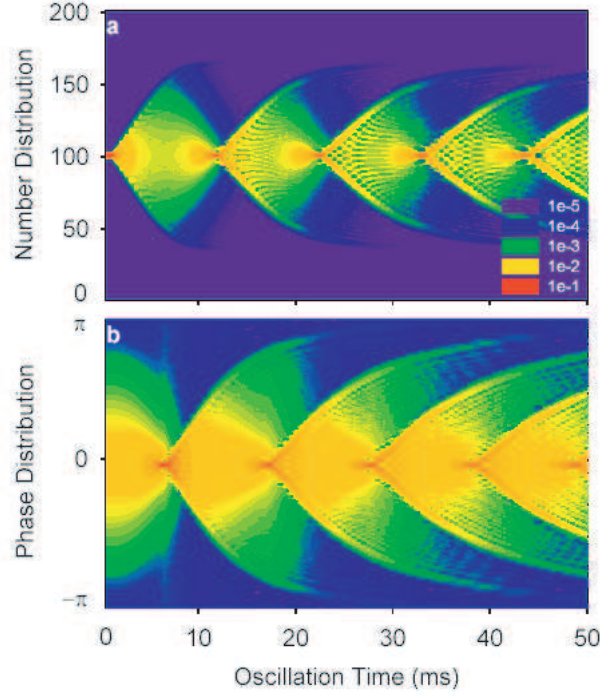 200
a
150
100
50
0
Number Distribution
1e-5
1e-4
1e-3
1e-2
1e-1
π
b
0
−π
Phase Distribution
0 10 20 30 40 50
Oscillation Time (ms)